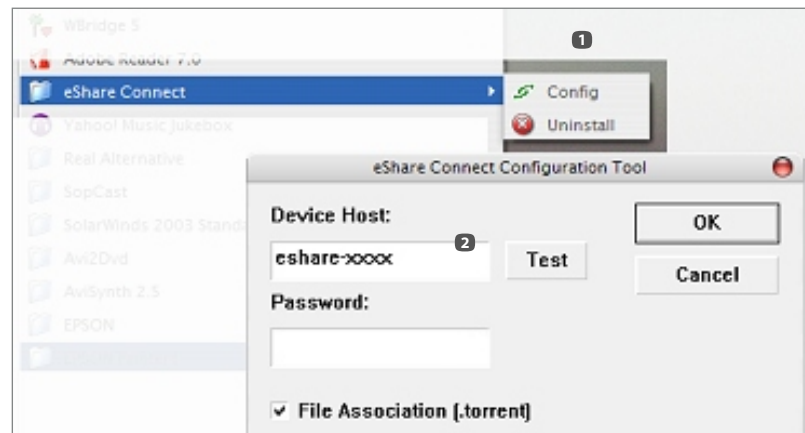 WBridge 5
1
Adobe Reader 7.0
eShare Connect
Config
Yahoo! Music Jukebox
Uninstall
Real Alternative
eShare Connect Configuration Tool
SopCast
Device Host:
OK
SolarWinds 2003 Standa
eshare-xxxx
2
Test
Avi2Dvd
Cancel
AviSynth 2.5
Password:
EPSON
File Association [.torrent]